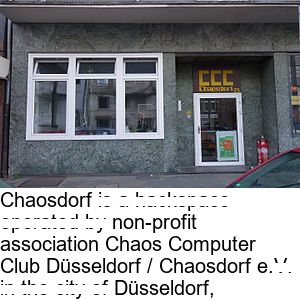 CCC
Chaosdorf
Chaosdorf is a hackspace
operated by non-profit
association Chaos Computer
Club Düsseldorf / Chaosdorf e.V.
in the city of Düsseldorf,